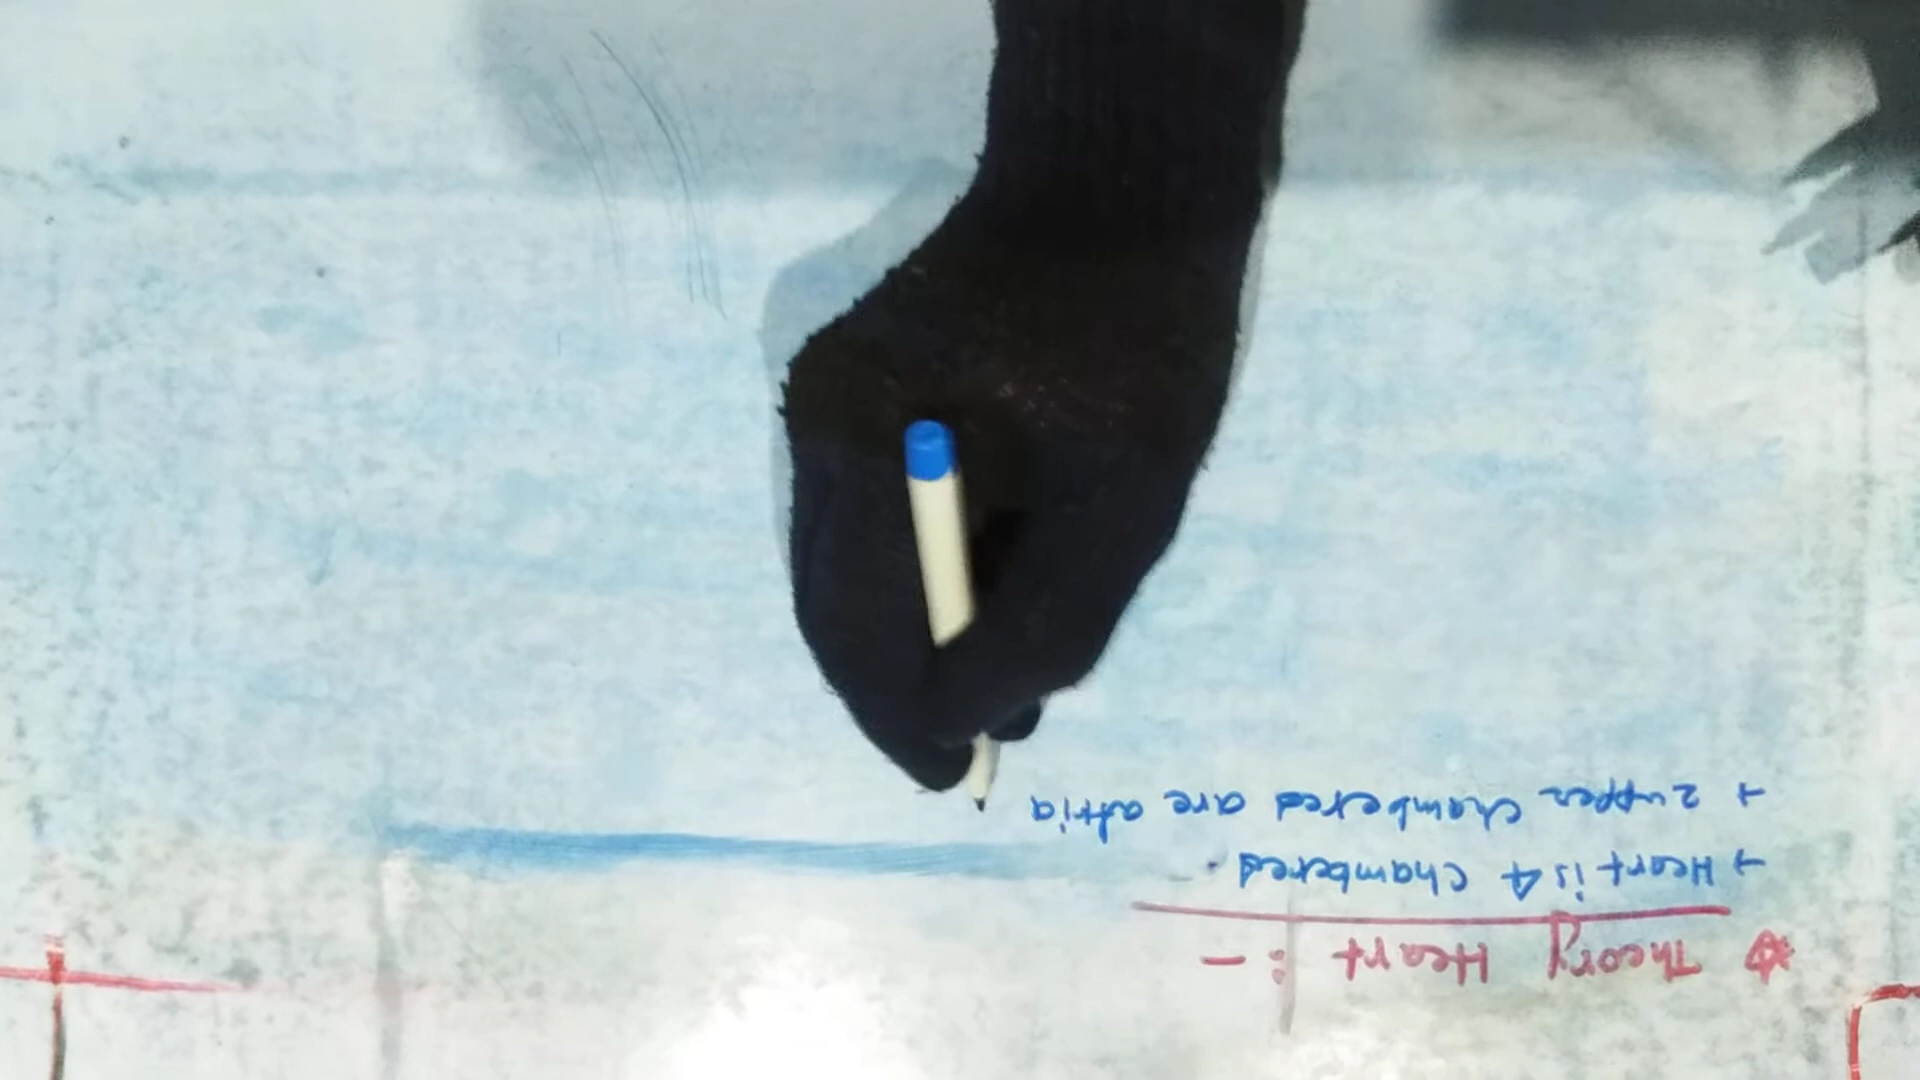 ☆ Theory Heart :-
→ Heart is 4 Chambered.
→ 2 upper chambered are atria